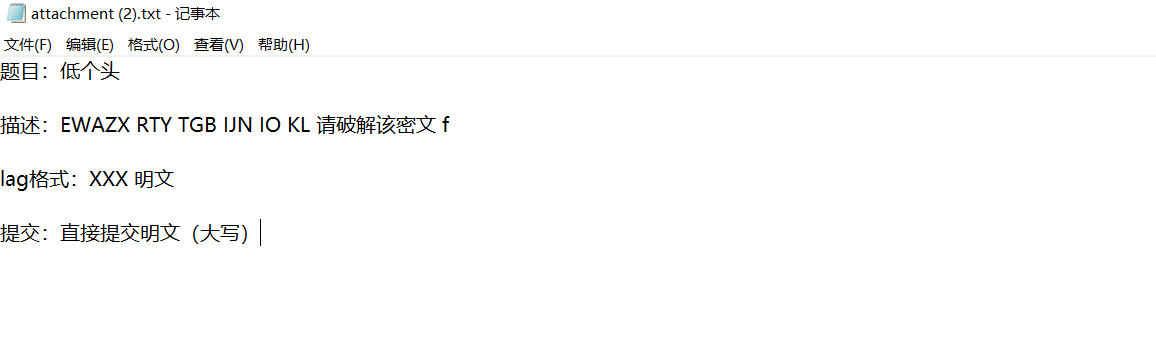 attachment (2).txt - 记事本
文件(F) 编辑(E) 格式(O) 查看(V) 帮助(H)
题目：低个头
描述：EWAZX RTY TGB IJN IO KL 请破解该密文 f
lag格式：XXX 明文
提交：直接提交明文（大写）